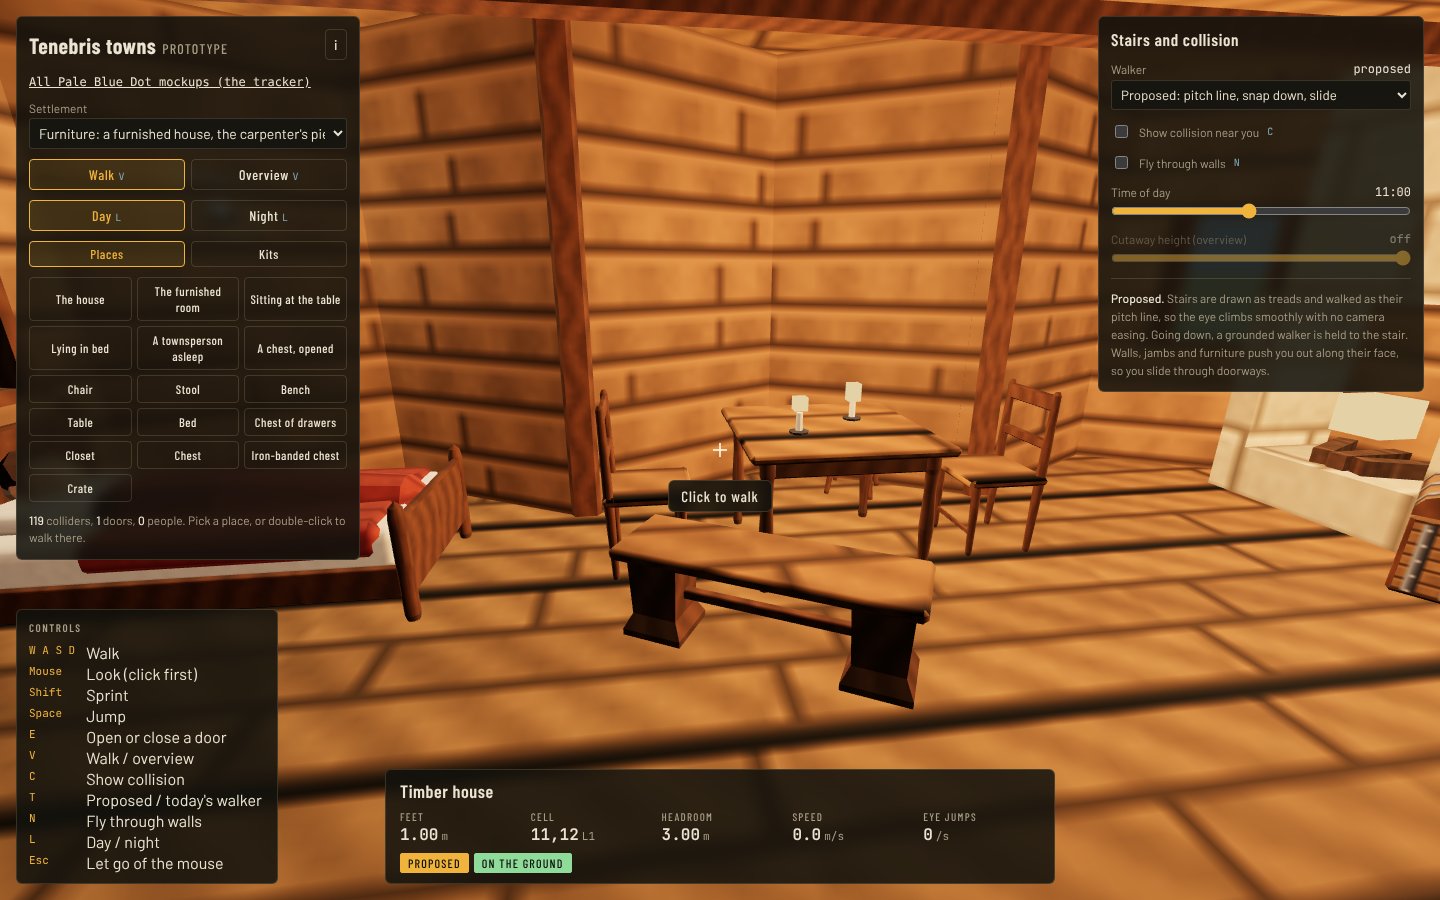 Tenebris towns PROTOTYPE
i
All Pale Blue Dot mockups (the tracker)
Settlement
Furniture: a furnished house, the carpenter's pie
Walk V
Overview V
Day L
Night L
Places
Kits
The house
The furnished room
Sitting at the table
Lying in bed
A townsperson asleep
A chest, opened
Chair
Stool
Bench
Table
Bed
Chest of drawers
Closet
Chest
Iron-banded chest
Crate
119 colliders, 1 doors, 0 people. Pick a place, or double-click to
walk there.
CONTROLS
W A S D Walk
Mouse Look (click first)
Shift Sprint
Space Jump
E Open or close a door
V Walk / overview
C Show collision
T Proposed / today's walker
N Fly through walls
L Day / night
Esc Let go of the mouse
Click to walk
Timber house
FEET
1.00 m
CELL
11,12 L1
HEADROOM
3.00 m
SPEED
0.0 m/s
EYE JUMPS
0 /s
PROPOSED
ON THE GROUND
Stairs and collision
Walker proposed
Proposed: pitch line, snap down, slide
Show collision near you C
Fly through walls N
Time of day 11:00
Cutaway height (overview) off
Proposed. Stairs are drawn as treads and walked as their
pitch line, so the eye climbs smoothly with no camera
easing. Going down, a grounded walker is held to the stair.
Walls, jambs and furniture push you out along their face,
so you slide through doorways.